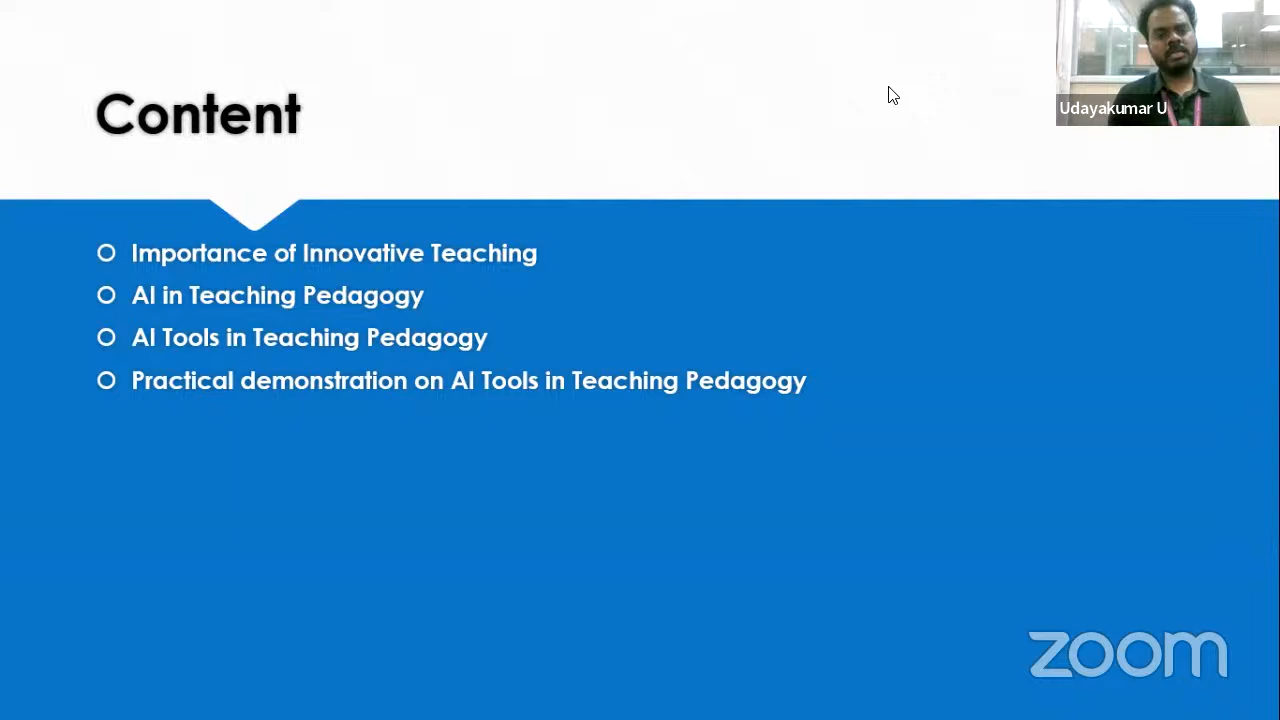 Content
Udayakumar U
Importance of Innovative Teaching
AI in Teaching Pedagogy
AI Tools in Teaching Pedagogy
Practical demonstration on AI Tools in Teaching Pedagogy
zoom